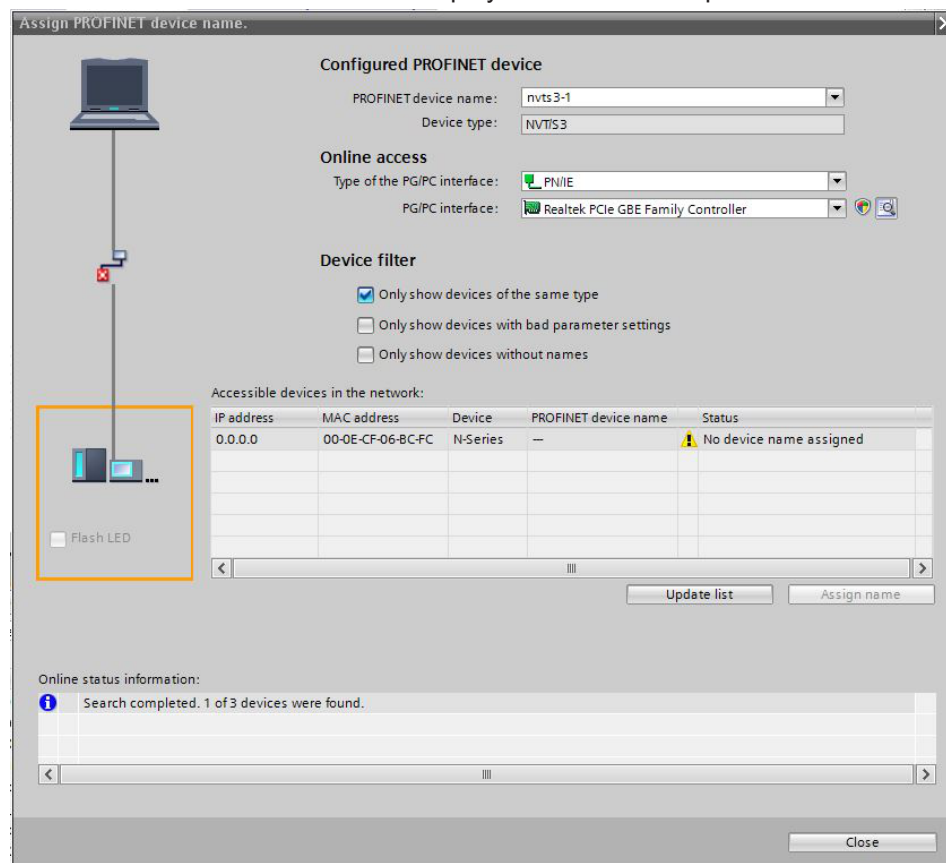 Assign PROFINET device name.
Configured PROFINET device
PROFINET device name: nvts3-1
Device type: NVT/S3
Online access
Type of the PG/PC interface: PN/IE
PG/PC interface: Realtek PCIe GBE Family Controller
Device filter
Only show devices of the same type
Only show devices with bad parameter settings
Only show devices without names
Accessible devices in the network:
IP address MAC address Device PROFINET device name Status
0.0.0.0 00-0E-CF-06-BC-FC N-Series — No device name assigned
Flash LED
Update list Assign name
Online status information:
Search completed. 1 of 3 devices were found.
Close